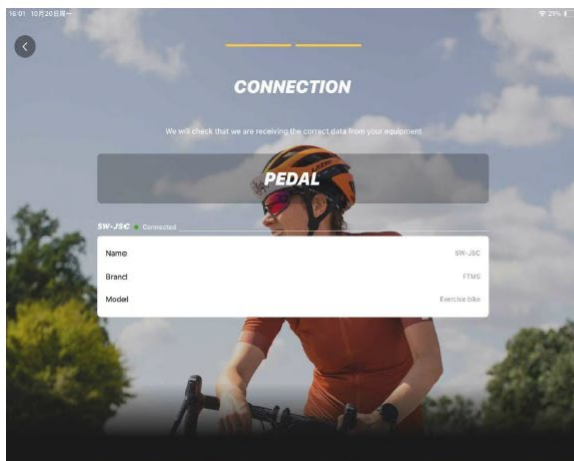 16:01 10月20日周一
29%
CONNECTION
We will check that we are receiving the correct data from your equipment
PEDAL
SW-JSC Connected
Name SW-JSC
Brand FTMS
Model Exercise bike